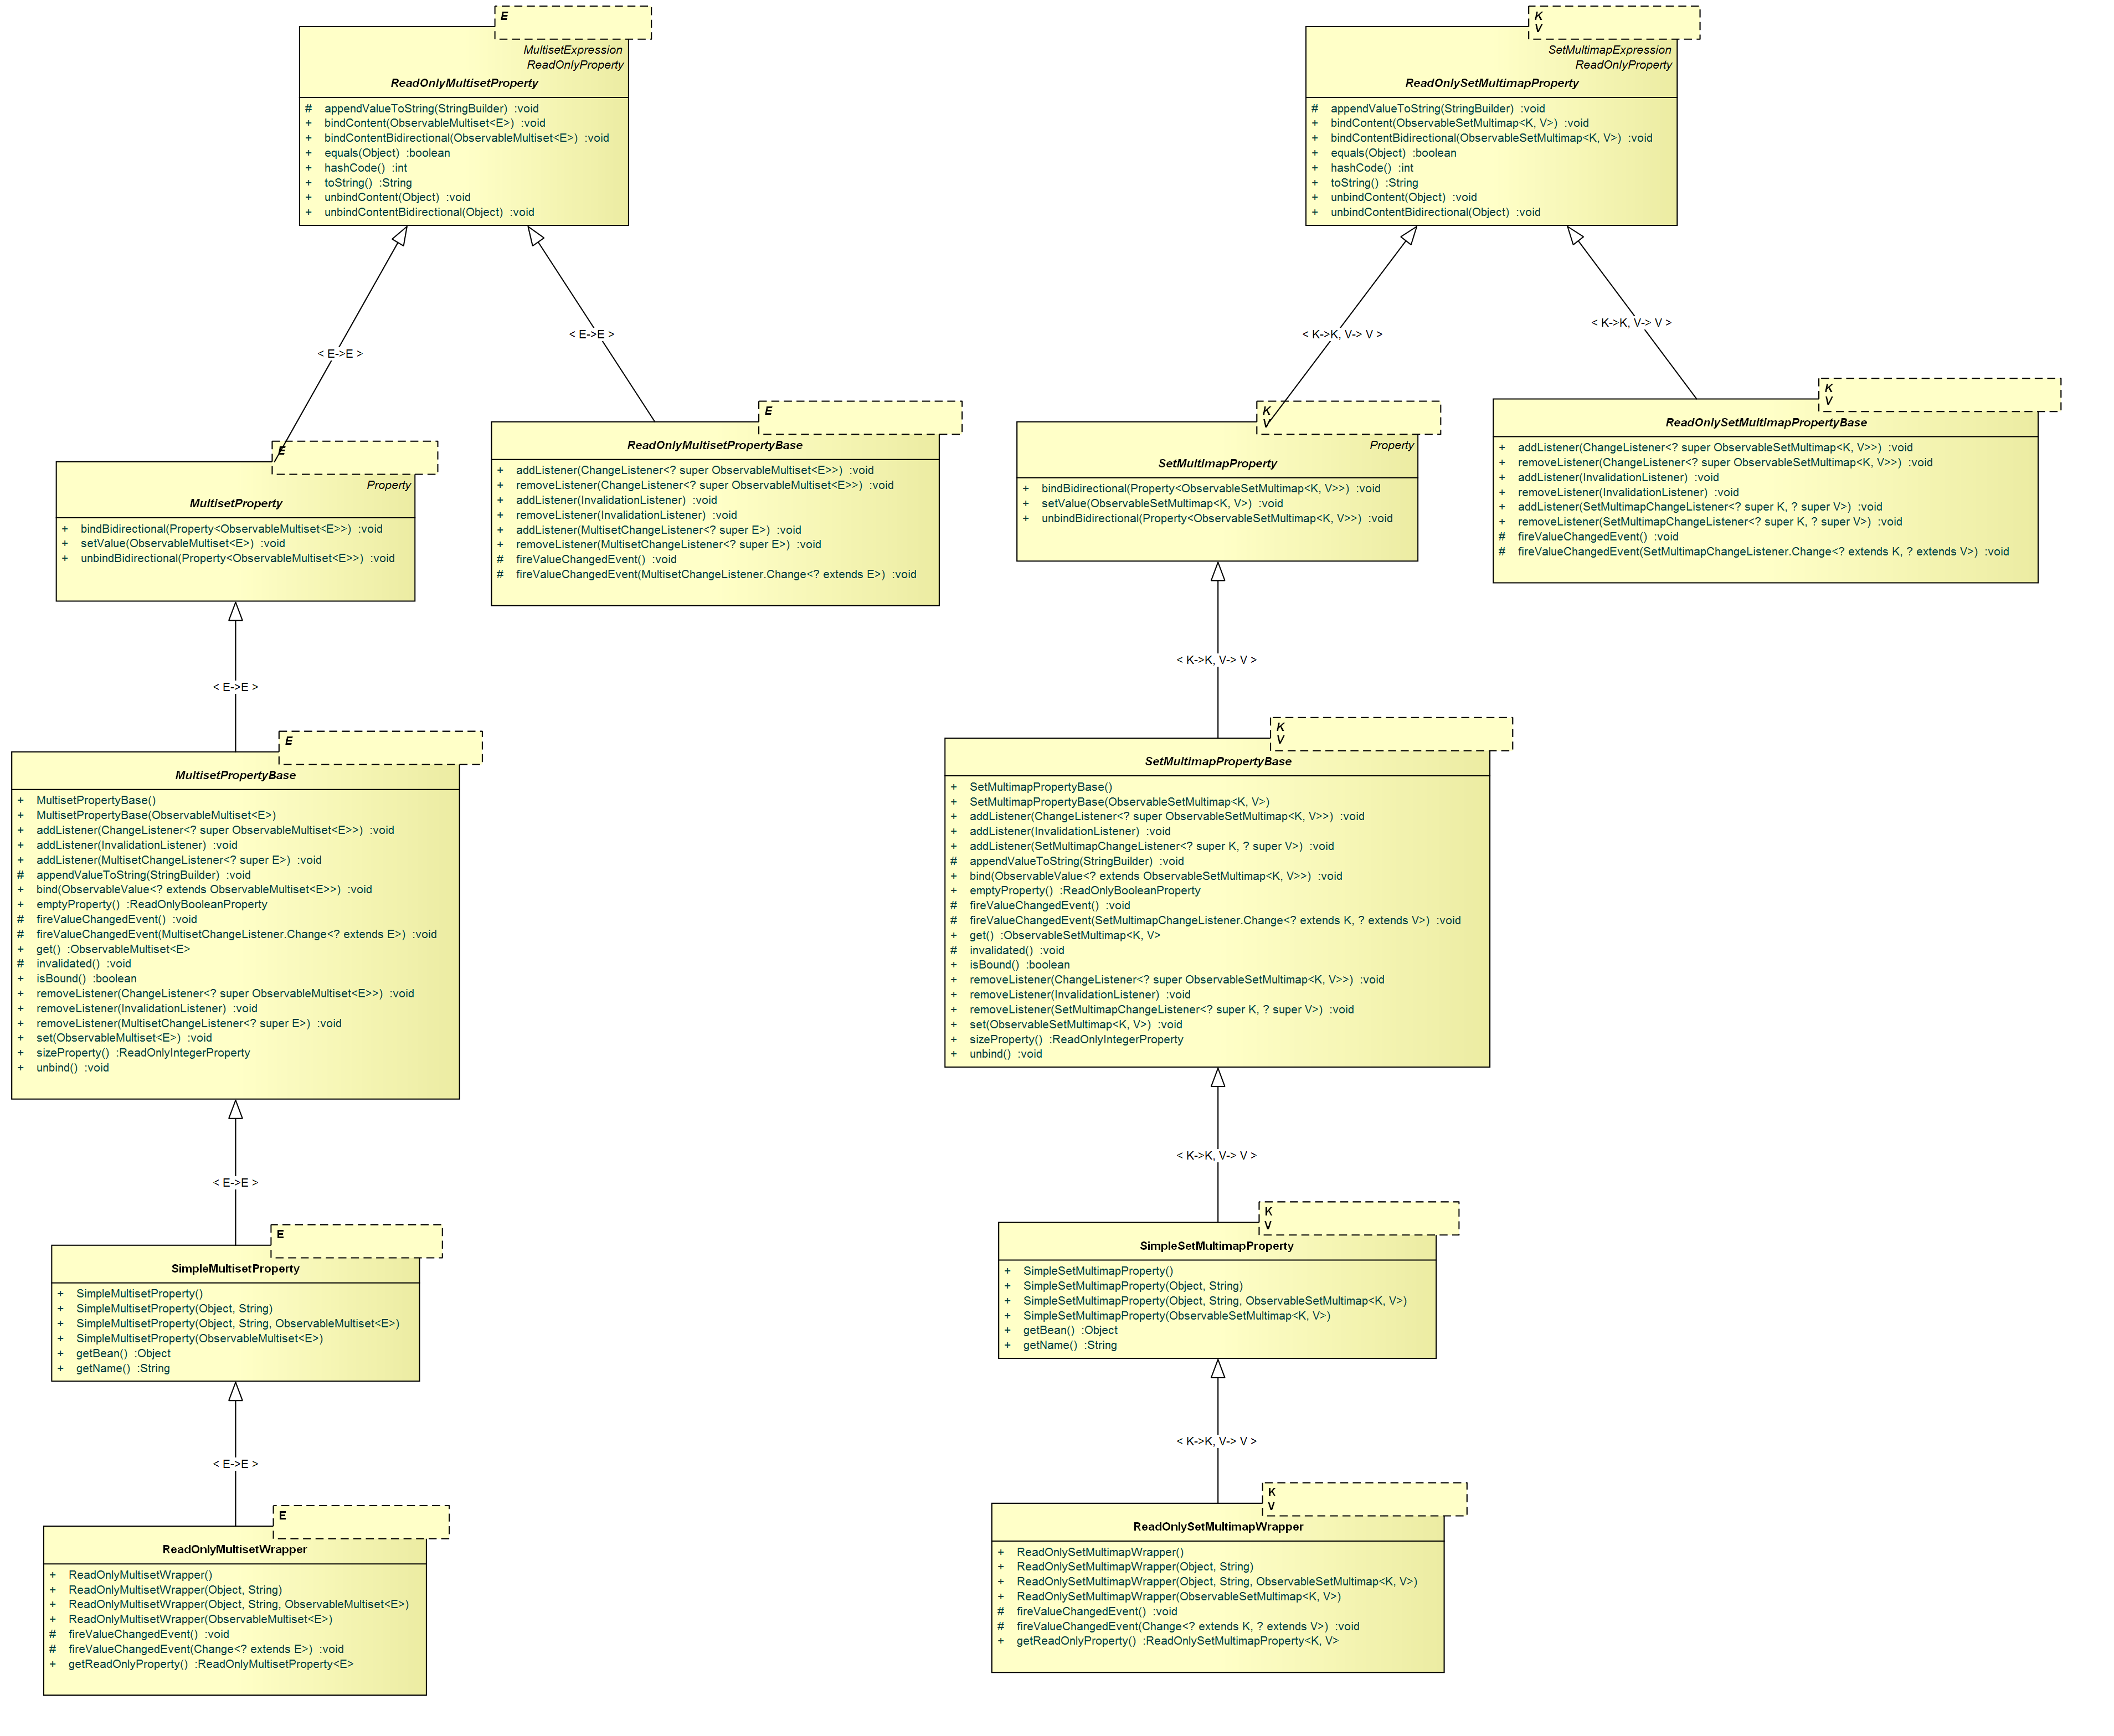 E
MultisetExpression
ReadOnlyProperty
ReadOnlyMultisetProperty
# appendValueToString(StringBuilder) :void
+ bindContent(ObservableMultiset<E>) :void
+ bindContentBidirectional(ObservableMultiset<E>) :void
+ equals(Object) :boolean
+ hashCode() :int
+ toString() :String
+ unbindContent(Object) :void
+ unbindContentBidirectional(Object) :void
< E->E >
< E->E >
E
Property
MultisetProperty
+ bindBidirectional(Property<ObservableMultiset<E>>) :void
+ setValue(ObservableMultiset<E>) :void
+ unbindBidirectional(Property<ObservableMultiset<E>>) :void
E
ReadOnlyMultisetPropertyBase
+ addListener(ChangeListener<? super ObservableMultiset<E>>) :void
+ removeListener(ChangeListener<? super ObservableMultiset<E>>) :void
+ addListener(InvalidationListener) :void
+ removeListener(InvalidationListener) :void
+ addListener(MultisetChangeListener<? super E>) :void
+ removeListener(MultisetChangeListener<? super E>) :void
# fireValueChangedEvent() :void
# fireValueChangedEvent(MultisetChangeListener.Change<? extends E>) :void
< E->E >
E
MultisetPropertyBase
+ MultisetPropertyBase()
+ MultisetPropertyBase(ObservableMultiset<E>)
+ addListener(ChangeListener<? super ObservableMultiset<E>>) :void
+ addListener(InvalidationListener) :void
+ addListener(MultisetChangeListener<? super E>) :void
# appendValueToString(StringBuilder) :void
+ bind(ObservableValue<? extends ObservableMultiset<E>>) :void
+ emptyProperty() :ReadOnlyBooleanProperty
# fireValueChangedEvent() :void
# fireValueChangedEvent(MultisetChangeListener.Change<? extends E>) :void
+ get() :ObservableMultiset<E>
# invalidated() :void
+ isBound() :boolean
+ removeListener(ChangeListener<? super ObservableMultiset<E>>) :void
+ removeListener(InvalidationListener) :void
+ removeListener(MultisetChangeListener<? super E>) :void
+ set(ObservableMultiset<E>) :void
+ sizeProperty() :ReadOnlyIntegerProperty
+ unbind() :void
< E->E >
E
SimpleMultisetProperty
+ SimpleMultisetProperty()
+ SimpleMultisetProperty(Object, String)
+ SimpleMultisetProperty(Object, String, ObservableMultiset<E>)
+ SimpleMultisetProperty(ObservableMultiset<E>)
+ getBean() :Object
+ getName() :String
< E->E >
E
ReadOnlyMultisetWrapper
+ ReadOnlyMultisetWrapper()
+ ReadOnlyMultisetWrapper(Object, String)
+ ReadOnlyMultisetWrapper(Object, String, ObservableMultiset<E>)
+ ReadOnlyMultisetWrapper(ObservableMultiset<E>)
# fireValueChangedEvent() :void
# fireValueChangedEvent(Change<? extends E>) :void
+ getReadOnlyProperty() :ReadOnlyMultisetProperty<E>
K
V
SetMultimapExpression
ReadOnlyProperty
ReadOnlySetMultimapProperty
# appendValueToString(StringBuilder) :void
+ bindContent(ObservableSetMultimap<K, V>) :void
+ bindContentBidirectional(ObservableSetMultimap<K, V>) :void
+ equals(Object) :boolean
+ hashCode() :int
+ toString() :String
+ unbindContent(Object) :void
+ unbindContentBidirectional(Object) :void
< K->K, V-> V >
< K->K, V-> V >
K
V
Property
SetMultimapProperty
+ bindBidirectional(Property<ObservableSetMultimap<K, V>>) :void
+ setValue(ObservableSetMultimap<K, V>) :void
+ unbindBidirectional(Property<ObservableSetMultimap<K, V>>) :void
K
V
ReadOnlySetMultimapPropertyBase
+ addListener(ChangeListener<? super ObservableSetMultimap<K, V>>) :void
+ removeListener(ChangeListener<? super ObservableSetMultimap<K, V>>) :void
+ addListener(InvalidationListener) :void
+ removeListener(InvalidationListener) :void
+ addListener(SetMultimapChangeListener<? super K, ? super V>) :void
+ removeListener(SetMultimapChangeListener<? super K, ? super V>) :void
# fireValueChangedEvent() :void
# fireValueChangedEvent(SetMultimapChangeListener.Change<? extends K, ? extends V>) :void
< K->K, V-> V >
K
V
SetMultimapPropertyBase
+ SetMultimapPropertyBase()
+ SetMultimapPropertyBase(ObservableSetMultimap<K, V>)
+ addListener(ChangeListener<? super ObservableSetMultimap<K, V>>) :void
+ addListener(InvalidationListener) :void
+ addListener(SetMultimapChangeListener<? super K, ? super V>) :void
# appendValueToString(StringBuilder) :void
+ bind(ObservableValue<? extends ObservableSetMultimap<K, V>>) :void
+ emptyProperty() :ReadOnlyBooleanProperty
# fireValueChangedEvent() :void
# fireValueChangedEvent(SetMultimapChangeListener.Change<? extends K, ? extends V>) :void
+ get() :ObservableSetMultimap<K, V>
# invalidated() :void
+ isBound() :boolean
+ removeListener(ChangeListener<? super ObservableSetMultimap<K, V>>) :void
+ removeListener(InvalidationListener) :void
+ removeListener(SetMultimapChangeListener<? super K, ? super V>) :void
+ set(ObservableSetMultimap<K, V>) :void
+ sizeProperty() :ReadOnlyIntegerProperty
+ unbind() :void
< K->K, V-> V >
K
V
SimpleSetMultimapProperty
+ SimpleSetMultimapProperty()
+ SimpleSetMultimapProperty(Object, String)
+ SimpleSetMultimapProperty(Object, String, ObservableSetMultimap<K, V>)
+ SimpleSetMultimapProperty(ObservableSetMultimap<K, V>)
+ getBean() :Object
+ getName() :String
< K->K, V-> V >
K
V
ReadOnlySetMultimapWrapper
+ ReadOnlySetMultimapWrapper()
+ ReadOnlySetMultimapWrapper(Object, String)
+ ReadOnlySetMultimapWrapper(Object, String, ObservableSetMultimap<K, V>)
+ ReadOnlySetMultimapWrapper(ObservableSetMultimap<K, V>)
# fireValueChangedEvent() :void
# fireValueChangedEvent(Change<? extends K, ? extends V>) :void
+ getReadOnlyProperty() :ReadOnlySetMultimapProperty<K, V>